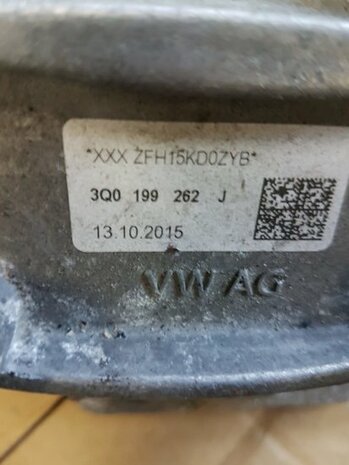 *XXX ZFH15KD0ZYB*
3Q0 199 262 J
13.10.2015
VW AG